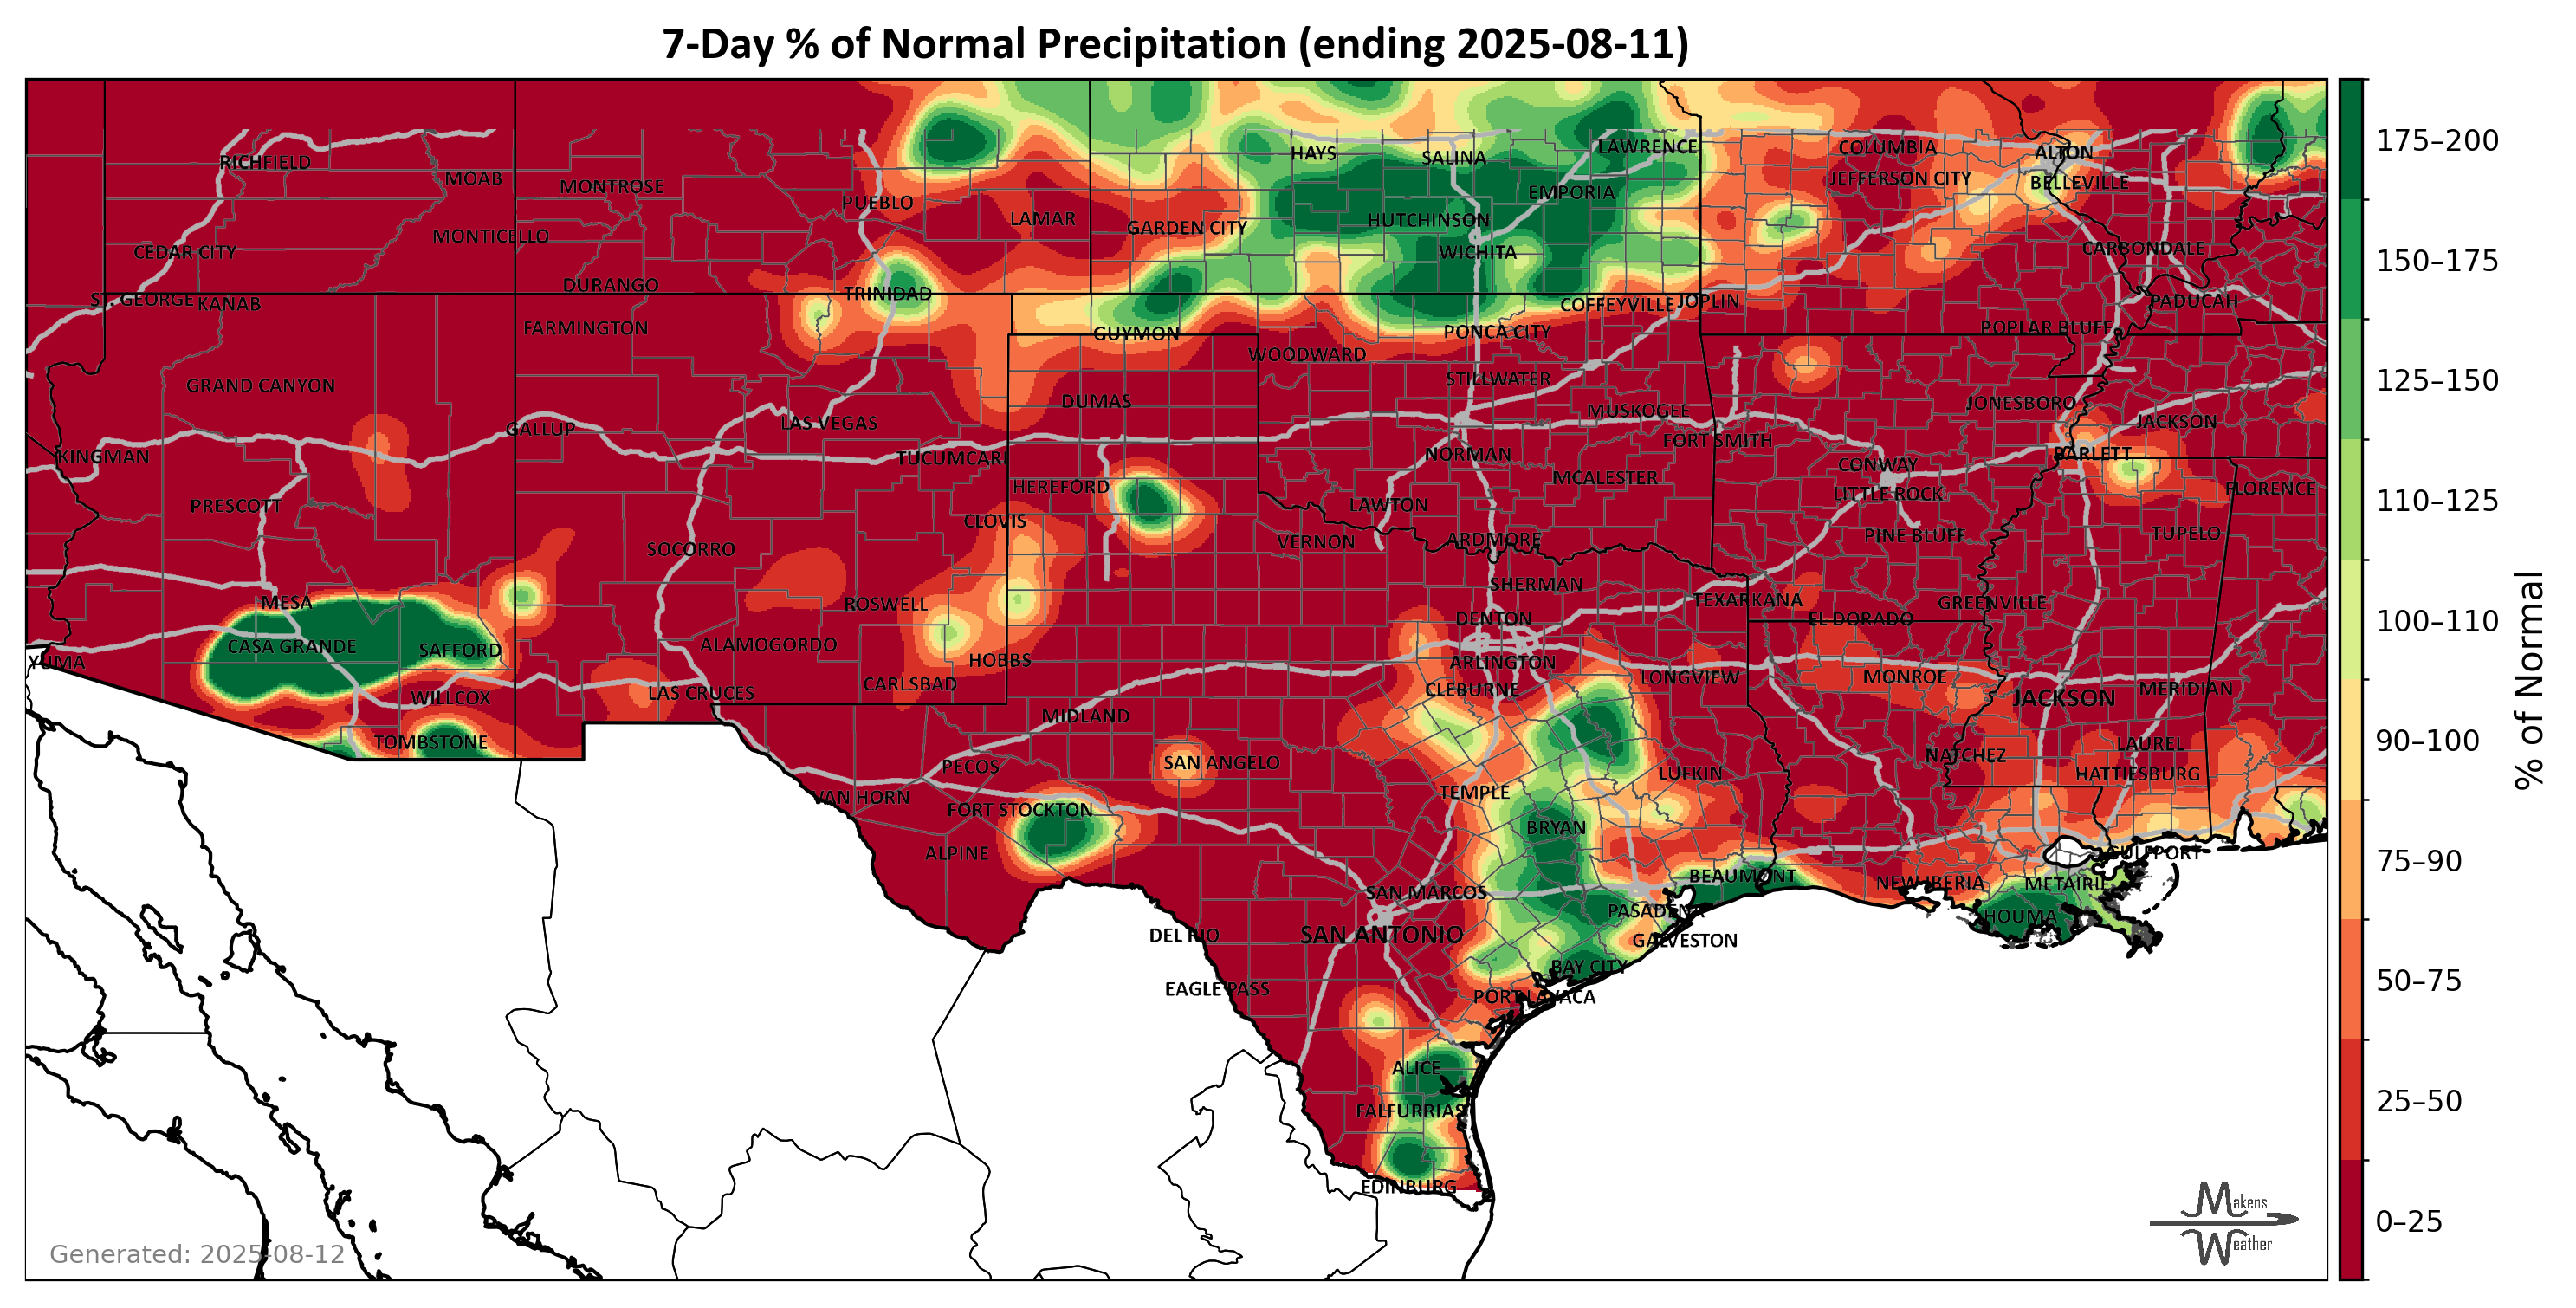 7-Day % of Normal Precipitation (ending 2025-08-11)
HAYS
SALINA
LAWRENCE
COLUMBIA
ALTON
RICHFIELD
MOAB
MONTROSE
EMPORIA
JEFFERSON CITY
BELLEVILLE
PUEBLO
LAMAR
GARDEN CITY
HUTCHINSON
MONTICELLO
CEDAR CITY
WICHITA
CARBONDALE
DURANGO
TRINIDAD
ST. GEORGE
KANAB
COFFEYVILLE
JOPLIN
PADUCAH
FARMINGTON
GUYMON
PONCA CITY
POPLAR BLUFF
WOODWARD
GRAND CANYON
STILLWATER
DUMAS
MUSKOGEE
JONESBORO
GALLUP
LAS VEGAS
JACKSON
FORT SMITH
KINGMAN
TUCUMCARI
NORMAN
BARLETT
CONWAY
HEREFORD
MCALESTER
LITTLE ROCK
FLORENCE
PRESCOTT
LAWTON
CLOVIS
VERNON
ARDMORE
PINE BLUFF
TUPELO
SOCORRO
SHERMAN
MESA
ROSWELL
TEXARKANA
GREENVILLE
DENTON
EL DORADO
CASA GRANDE
SAFFORD
ALAMOGORDO
YUMA
HOBBS
ARLINGTON
WILLCOX
LAS CRUCES
CARLSBAD
CLEBURNE
LONGVIEW
MONROE
JACKSON
MERIDIAN
MIDLAND
TOMBSTONE
PECOS
SAN ANGELO
LUFKIN
NATCHEZ
LAUREL
HATTIESBURG
VAN HORN
FORT STOCKTON
TEMPLE
BRYAN
ALPINE
GULFPORT
SAN MARCOS
BEAUMONT
NEW IBERIA
METAIRIE
PASADENA
HOUMA
DEL RIO
SAN ANTONIO
GALVESTON
BAY CITY
EAGLE PASS
PORT LAVACA
ALICE
FALFURRIAS
EDINBURG
Generated: 2025-08-12
Makens
Weather
175–200
150–175
125–150
110–125
100–110
90–100
75–90
50–75
25–50
0–25
% of Normal